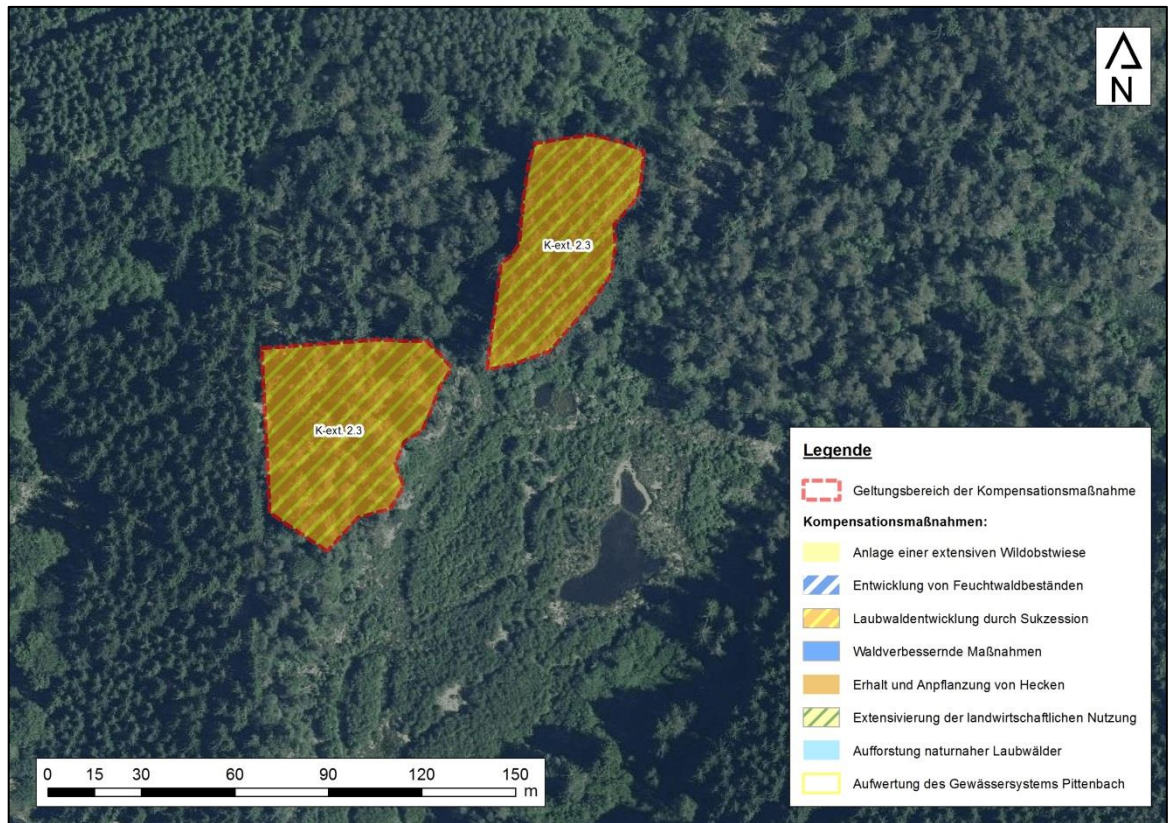 N
K-ext. 2.3
K-ext. 2.3
Legende
Geltungsbereich der Kompensationsmaßnahme
Kompensationsmaßnahmen:
Anlage einer extensiven Wildobstwiese
Entwicklung von Feuchtwaldbeständen
Laubwaldentwicklung durch Sukzession
Waldverbessernde Maßnahmen
Erhalt und Anpflanzung von Hecken
Extensivierung der landwirtschaftlichen Nutzung
Aufforstung naturnaher Laubwälder
Aufwertung des Gewässersystems Pittenbach
0 15 30 60 90 120 150
m